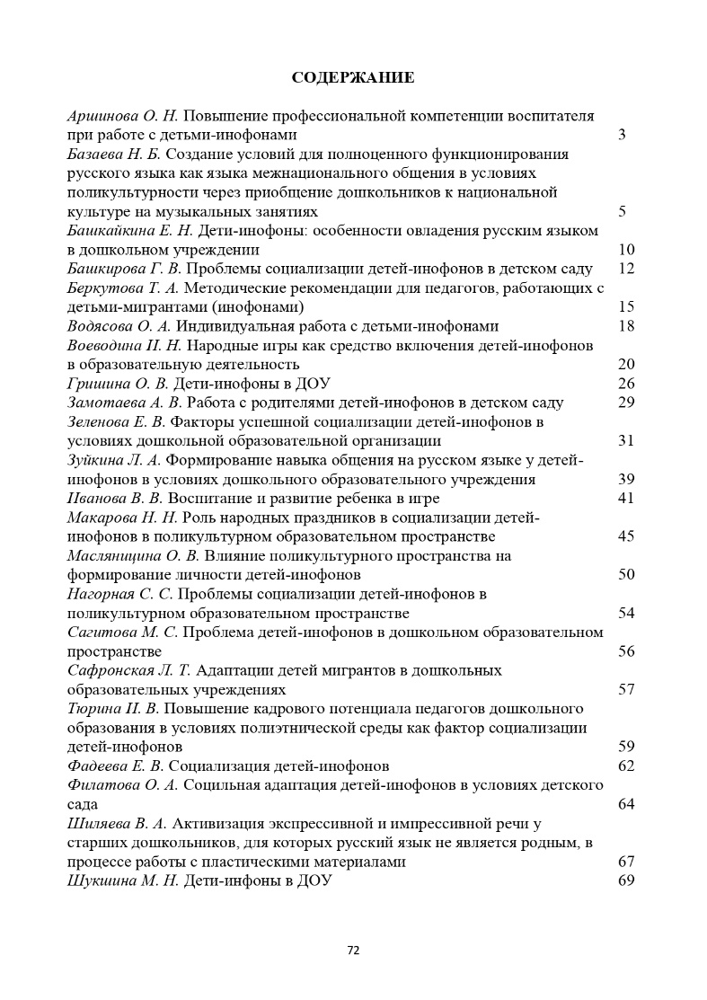 СОДЕРЖАНИЕ
Аршинова О. Н. Повышение профессиональной компетенции воспитателя
при работе с детьми-инофонами 3
Базаева Н. Б. Создание условий для полноценного функционирования
русского языка как языка межнационального общения в условиях
поликультурности через приобщение дошкольников к национальной
культуре на музыкальных занятиях 5
Башкайкина Е. Н. Дети-инофоны: особенности овладения русским языком
в дошкольном учреждении 10
Башкирова Г. В. Проблемы социализации детей-инофонов в детском саду 12
Беркутова Т. А. Методические рекомендации для педагогов, работающих с
детьми-мигрантами (инофонами) 15
Водясова О. А. Индивидуальная работа с детьми-инофонами 18
Воеводина И. Н. Народные игры как средство включения детей-инофонов
в образовательную деятельность 20
Гришина О. В. Дети-инофоны в ДОУ 26
Замотаева А. В. Работа с родителями детей-инофонов в детском саду 29
Зеленова Е. В. Факторы успешной социализации детей-инофонов в
условиях дошкольной образовательной организации 31
Зуйкина Л. А. Формирование навыка общения на русском языке у детей-
инофонов в условиях дошкольного образовательного учреждения 39
Иванова В. В. Воспитание и развитие ребенка в игре 41
Макарова Н. Н. Роль народных праздников в социализации детей-
инофонов в поликультурном образовательном пространстве 45
Масляницина О. В. Влияние поликультурного пространства на
формирование личности детей-инофонов 50
Нагорная С. С. Проблемы социализации детей-инофонов в
поликультурном образовательном пространстве 54
Сагитова М. С. Проблема детей-инофонов в дошкольном образовательном
пространстве 56
Сафронская Л. Т. Адаптации детей мигрантов в дошкольных
образовательных учреждениях 57
Тюрина И. В. Повышение кадрового потенциала педагогов дошкольного
образования в условиях полиэтнической среды как фактор социализации
детей-инофонов 59
Фадеева Е. В. Социализация детей-инофонов 62
Филатова О. А. Социльная адаптация детей-инофонов в условиях детского
сада 64
Шиляева В. А. Активизация экспрессивной и импрессивной речи у
старших дошкольников, для которых русский язык не является родным, в
процессе работы с пластическими материалами 67
Шукшина М. Н. Дети-инфоны в ДОУ 69
72